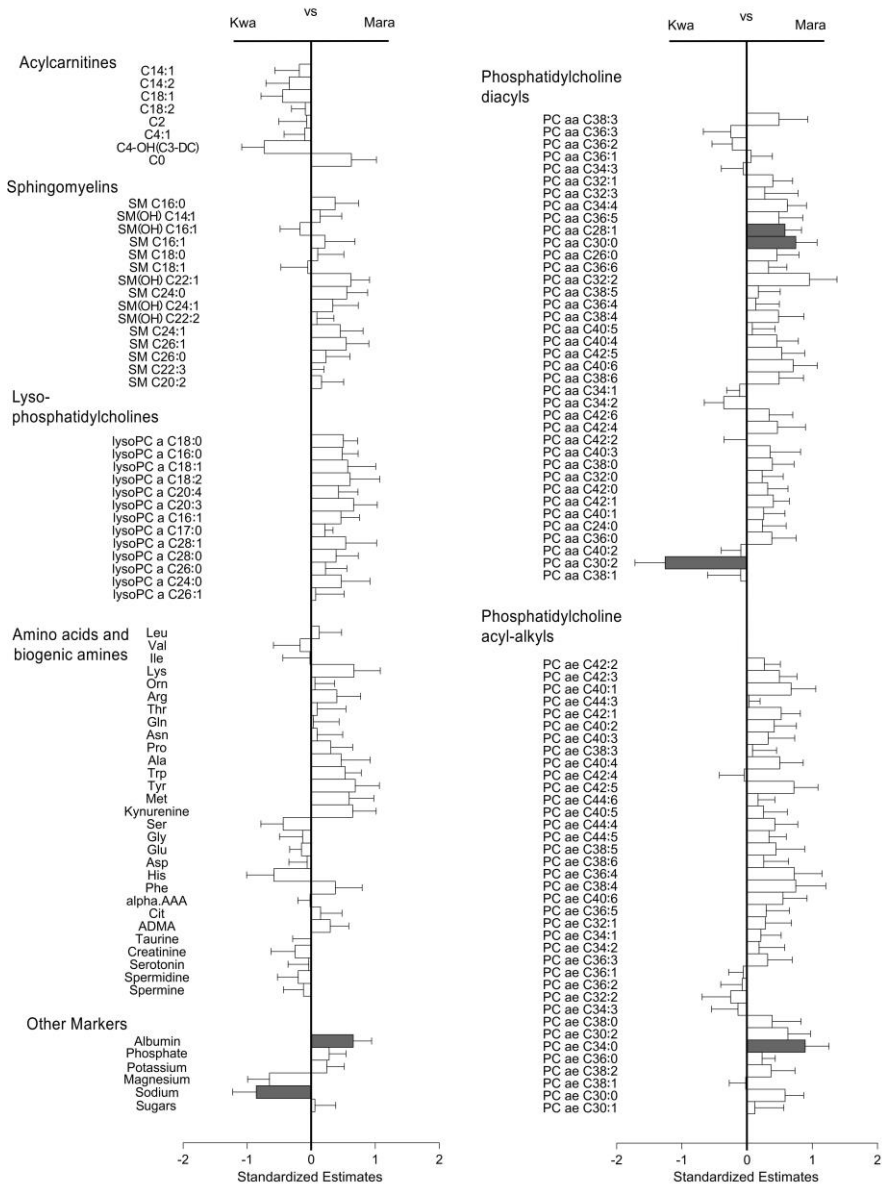 vs
Kwa Mara
Acylcarnitines
C14:1
C14:2
C18:1
C18:2
C2
C4:1
C4-OH(C3-DC)
C0
Sphingomyelins
SM C16:0
SM(OH) C14:1
SM(OH) C16:1
SM C16:1
SM C18:0
SM C18:1
SM(OH) C22:1
SM C24:0
SM(OH) C24:1
SM(OH) C22:2
SM C24:1
SM C26:1
SM C26:0
SM C22:3
SM C20:2
Lyso-
phosphatidylcholines
lysoPC a C18:0
lysoPC a C16:0
lysoPC a C18:1
lysoPC a C18:2
lysoPC a C20:4
lysoPC a C20:3
lysoPC a C16:1
lysoPC a C17:0
lysoPC a C28:1
lysoPC a C28:0
lysoPC a C26:0
lysoPC a C24:0
lysoPC a C26:1
Amino acids and
biogenic amines
Leu
Val
Ile
Lys
Orn
Arg
Thr
Gln
Asn
Pro
Ala
Trp
Tyr
Met
Kynurenine
Ser
Gly
Glu
Asp
His
Phe
alpha.AAA
Cit
ADMA
Taurine
Creatinine
Serotonin
Spermidine
Spermine
Other Markers
Albumin
Phosphate
Potassium
Magnesium
Sodium
Sugars
-2 -1 0 1 2
Standardized Estimates
vs
Kwa Mara
Phosphatidylcholine
diacyls
PC aa C38:3
PC aa C36:3
PC aa C36:2
PC aa C36:1
PC aa C34:3
PC aa C32:1
PC aa C32:3
PC aa C34:4
PC aa C36:5
PC aa C28:1
PC aa C30:0
PC aa C26:0
PC aa C36:6
PC aa C32:2
PC aa C38:5
PC aa C36:4
PC aa C38:4
PC aa C40:5
PC aa C40:4
PC aa C42:5
PC aa C40:6
PC aa C38:6
PC aa C34:1
PC aa C34:2
PC aa C42:6
PC aa C42:4
PC aa C42:2
PC aa C40:3
PC aa C38:0
PC aa C32:0
PC aa C42:0
PC aa C42:1
PC aa C40:1
PC aa C24:0
PC aa C36:0
PC aa C40:2
PC aa C30:2
PC aa C38:1
Phosphatidylcholine
acyl-alkyls
PC ae C42:2
PC ae C42:3
PC ae C40:1
PC ae C44:3
PC ae C42:1
PC ae C40:2
PC ae C40:3
PC ae C38:3
PC ae C40:4
PC ae C42:4
PC ae C42:5
PC ae C44:6
PC ae C40:5
PC ae C44:4
PC ae C44:5
PC ae C38:5
PC ae C38:6
PC ae C36:4
PC ae C38:4
PC ae C40:6
PC ae C36:5
PC ae C32:1
PC ae C34:1
PC ae C34:2
PC ae C36:3
PC ae C36:1
PC ae C36:2
PC ae C32:2
PC ae C34:3
PC ae C38:0
PC ae C30:2
PC ae C34:0
PC ae C36:0
PC ae C38:2
PC ae C38:1
PC ae C30:0
PC ae C30:1
-2 -1 0 1 2
Standardized Estimates